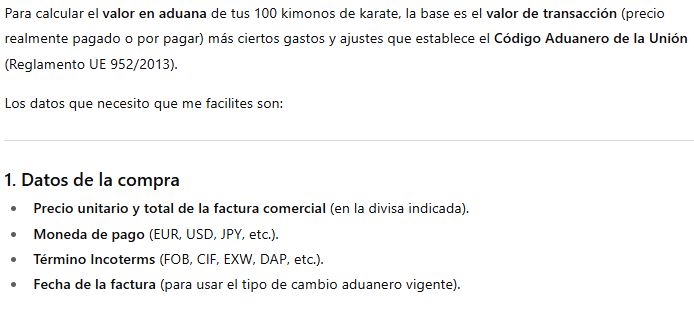 Para calcular el valor en aduana de tus 100 kimonos de karate, la base es el valor de transacción (precio
realmente pagado o por pagar) más ciertos gastos y ajustes que establece el Código Aduanero de la Unión
(Reglamento UE 952/2013).
Los datos que necesito que me facilites son:
1. Datos de la compra
• Precio unitario y total de la factura comercial (en la divisa indicada).
• Moneda de pago (EUR, USD, JPY, etc.).
• Término Incoterms (FOB, CIF, EXW, DAP, etc.).
• Fecha de la factura (para usar el tipo de cambio aduanero vigente).